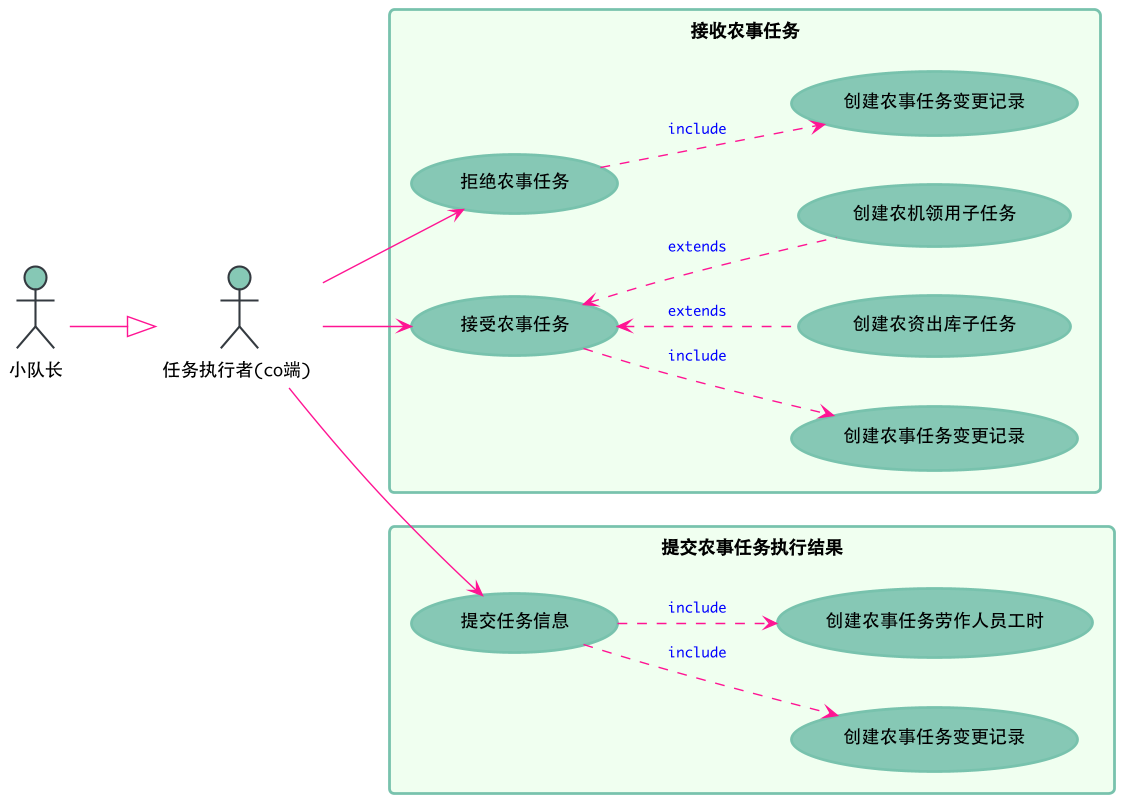 接收农事任务
创建农事任务变更记录
include
拒绝农事任务
创建农机领用子任务
extends
extends
接受农事任务
创建农资出库子任务
include
小队长
任务执行者(co端)
创建农事任务变更记录
提交农事任务执行结果
include
提交任务信息
创建农事任务劳作人员工时
include
创建农事任务变更记录